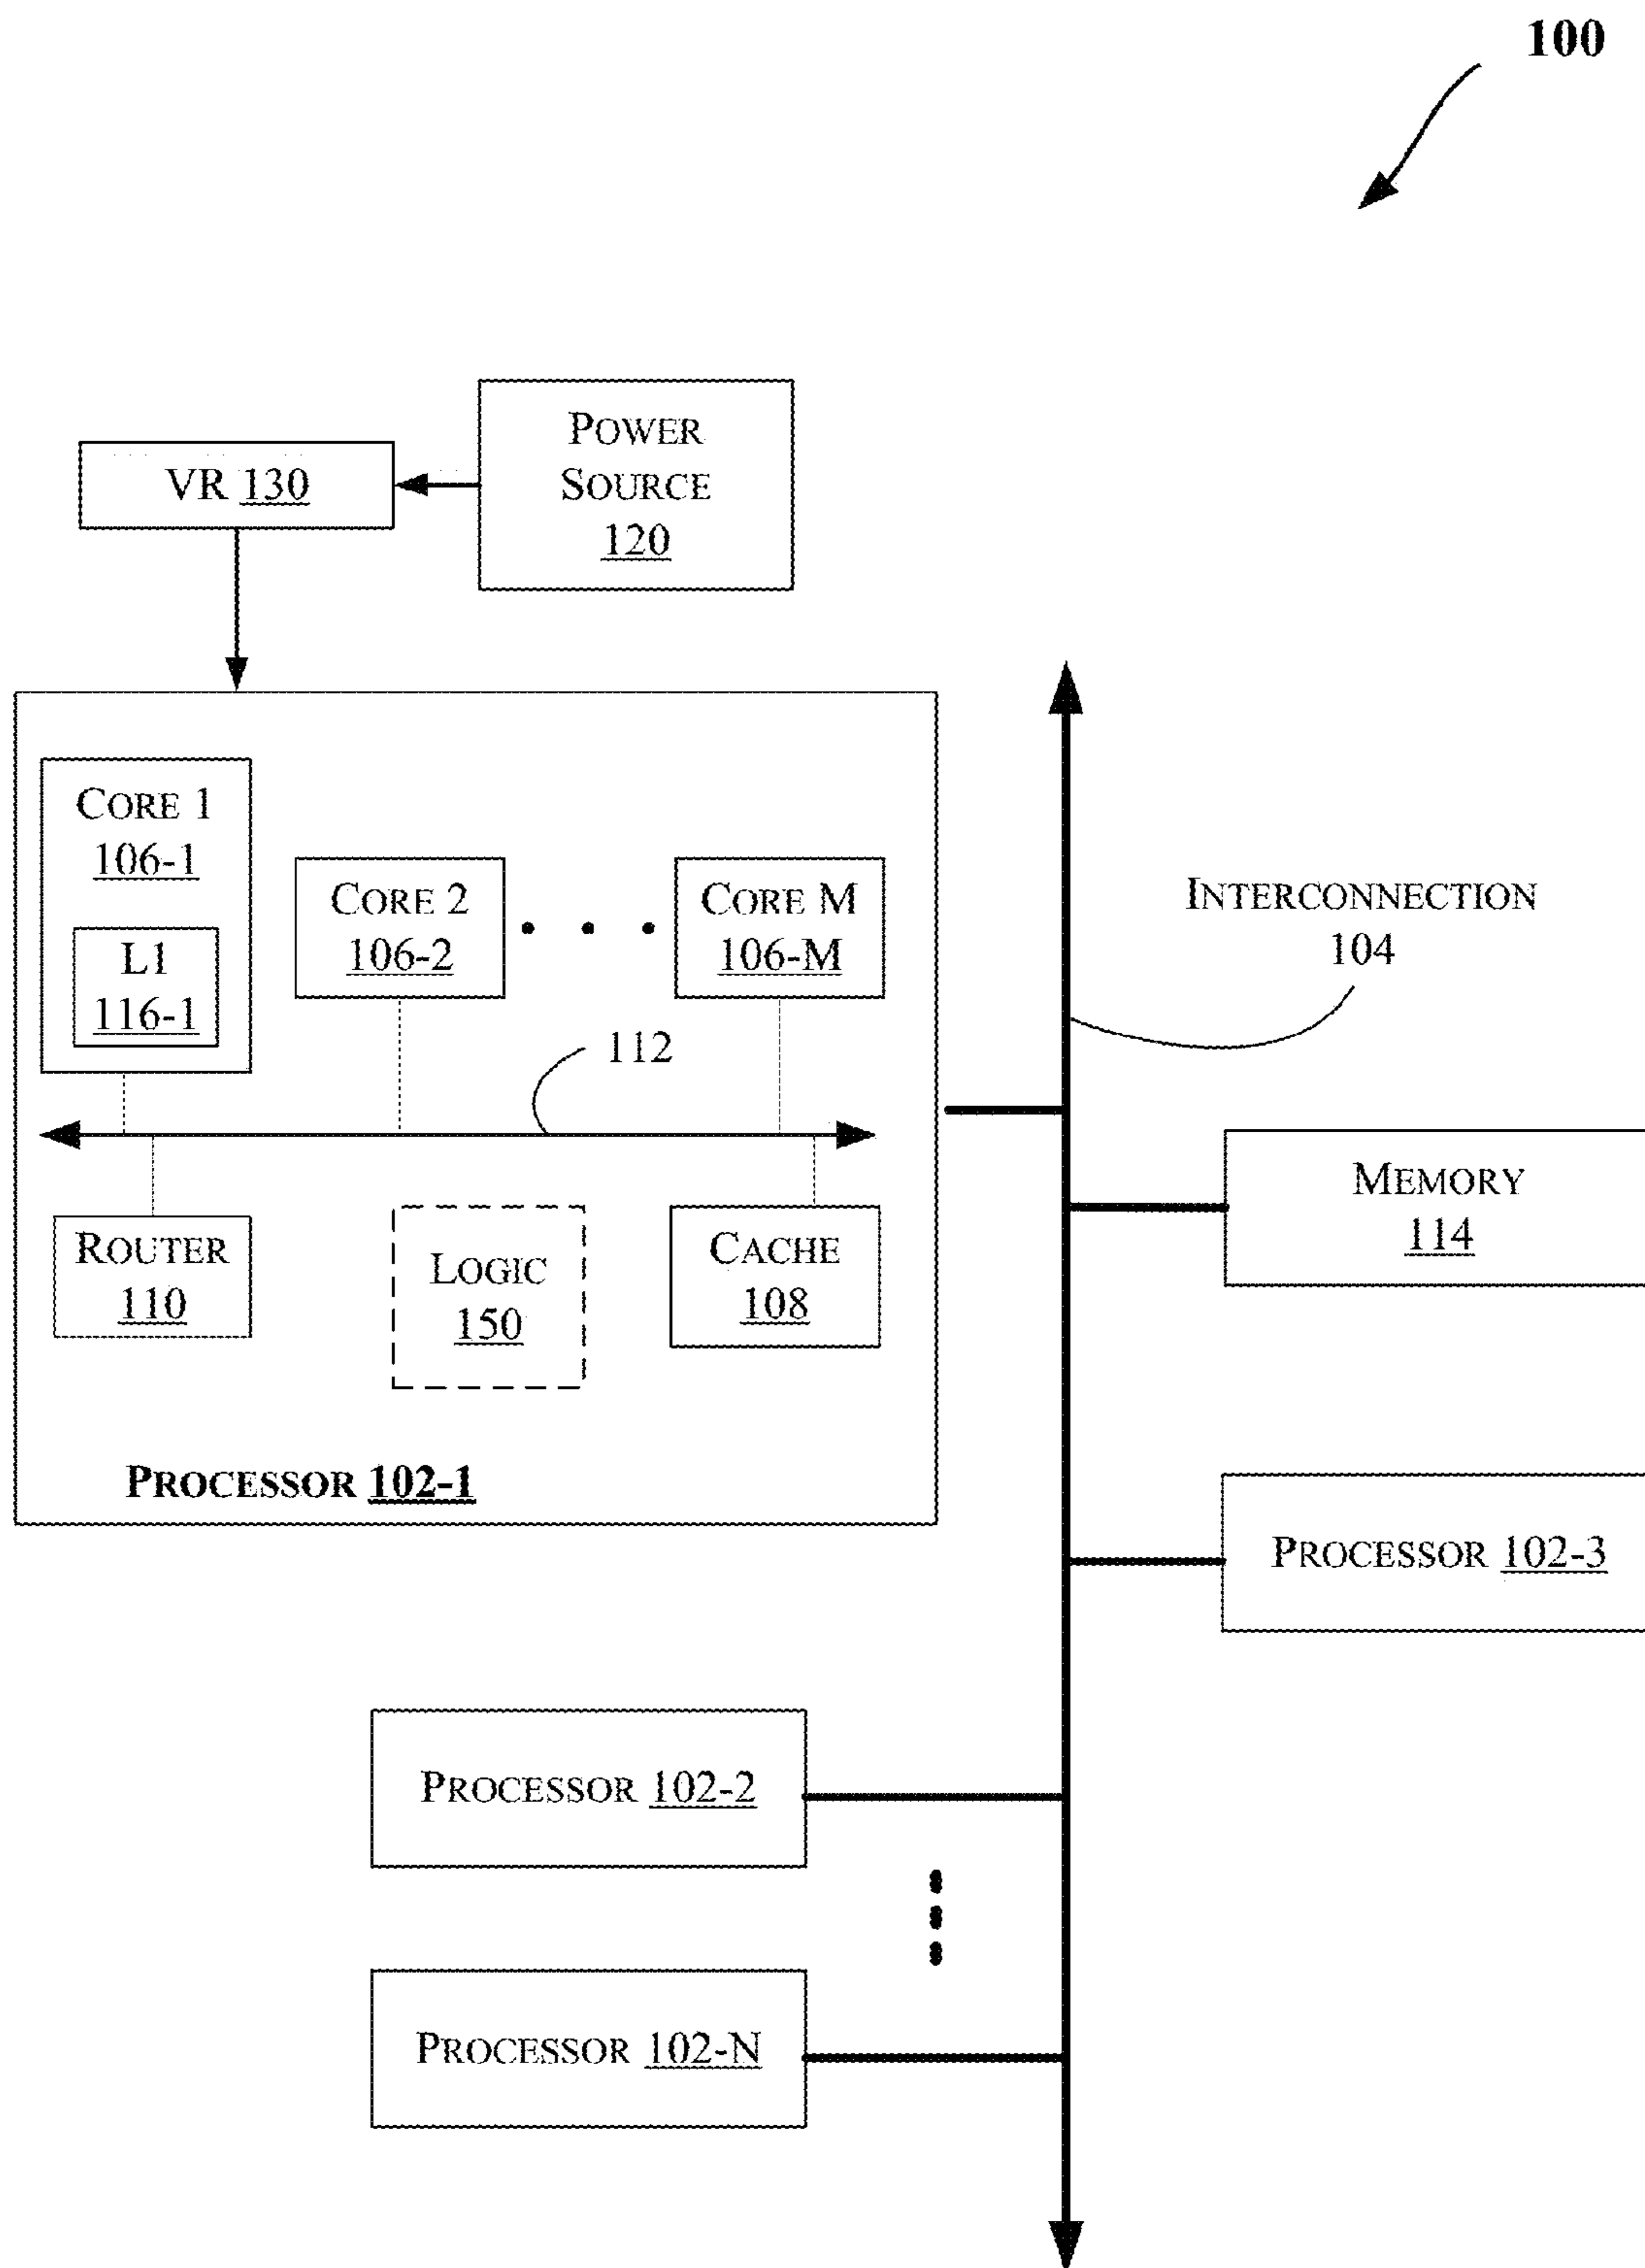 100
POWER
SOURCE
120
VR 130
CORE 1
106-1
L1
116-1
CORE 2
106-2
CORE M
106-M
112
ROUTER
110
LOGIC
150
CACHE
108
PROCESSOR 102-1
INTERCONNECTION
104
MEMORY
114
PROCESSOR 102-3
PROCESSOR 102-2
PROCESSOR 102-N